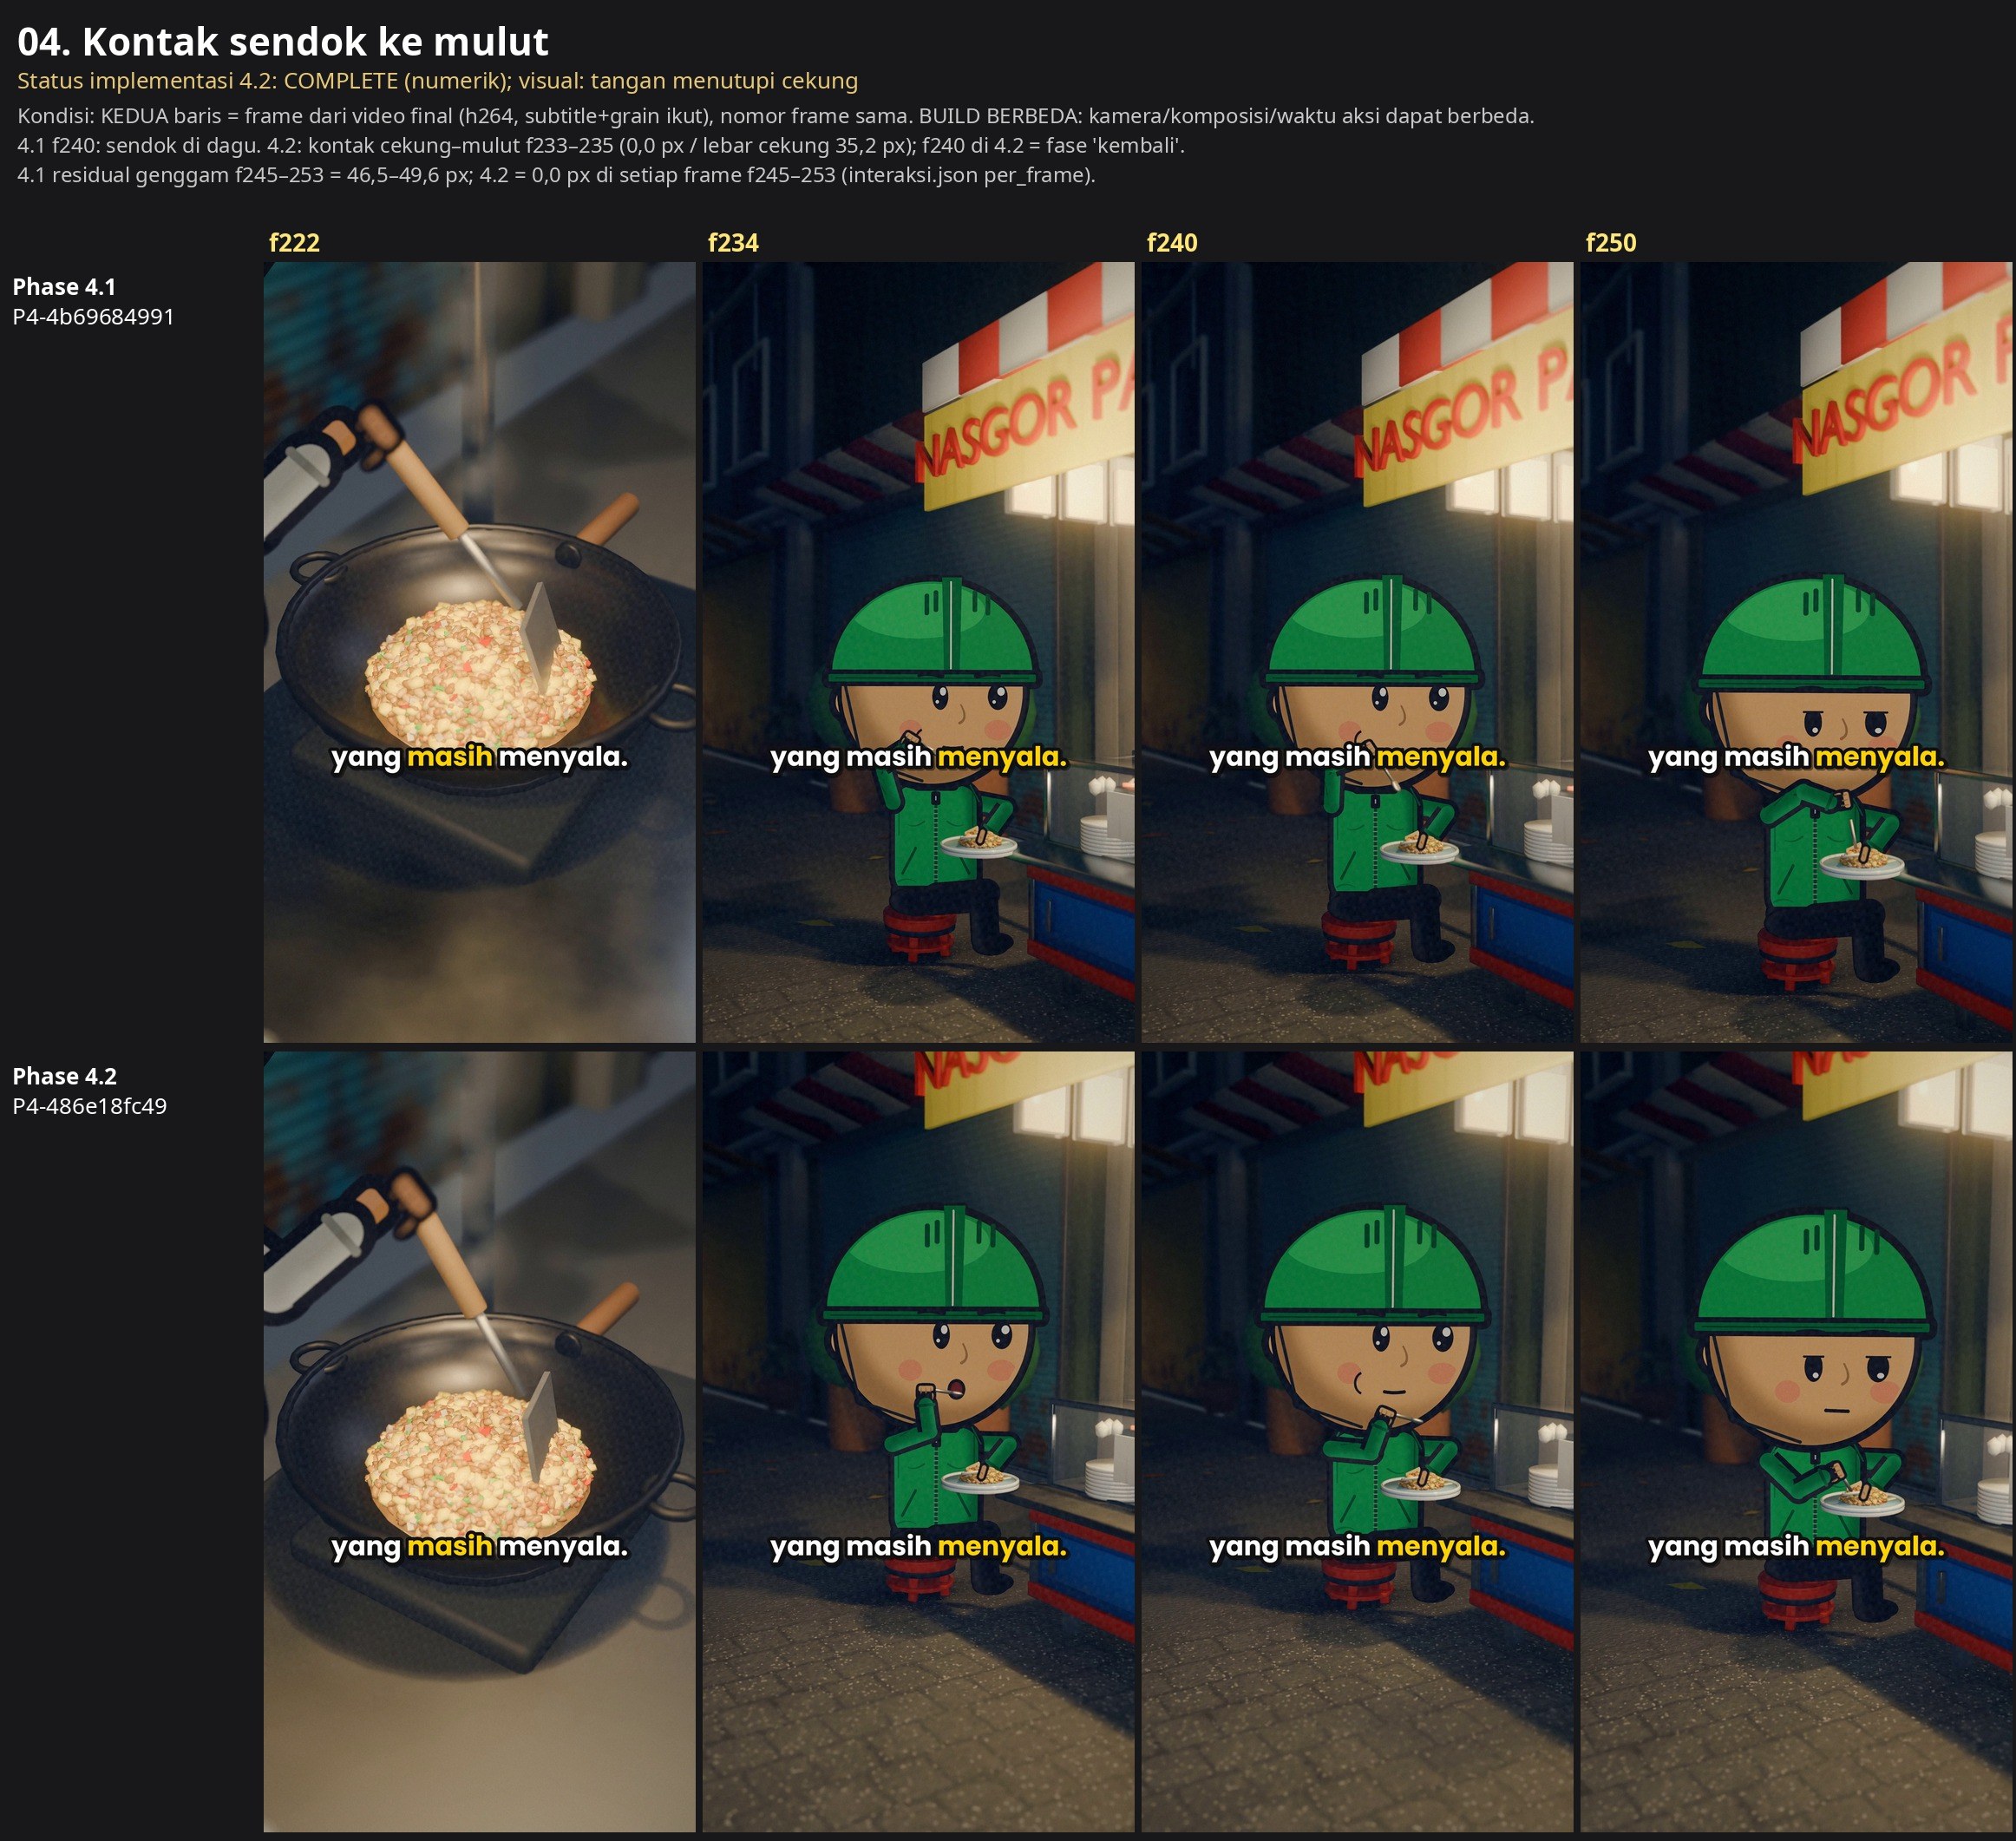 04. Kontak sendok ke mulut
Status implementasi 4.2: COMPLETE (numerik); visual: tangan menutupi cekung
Kondisi: KEDUA baris = frame dari video final (h264, subtitle+grain ikut), nomor frame sama. BUILD BERBEDA: kamera/komposisi/waktu aksi dapat berbeda.
4.1 f240: sendok di dagu. 4.2: kontak cekung–mulut f233–235 (0,0 px / lebar cekung 35,2 px); f240 di 4.2 = fase 'kembali'.
4.1 residual genggam f245–253 = 46,5–49,6 px; 4.2 = 0,0 px di setiap frame f245–253 (interaksi.json per_frame).
f222 f234 f240 f250
Phase 4.1
P4-4b69684991
NASGOR PA
NASGOR PA
NASGOR P
yang masih menyala.
yang masih menyala.
yang masih menyala.
yang masih menyala.
Phase 4.2
P4-486e18fc49
NASG
NASG
NAS
yang masih menyala.
yang masih menyala.
yang masih menyala.
yang masih menyala.